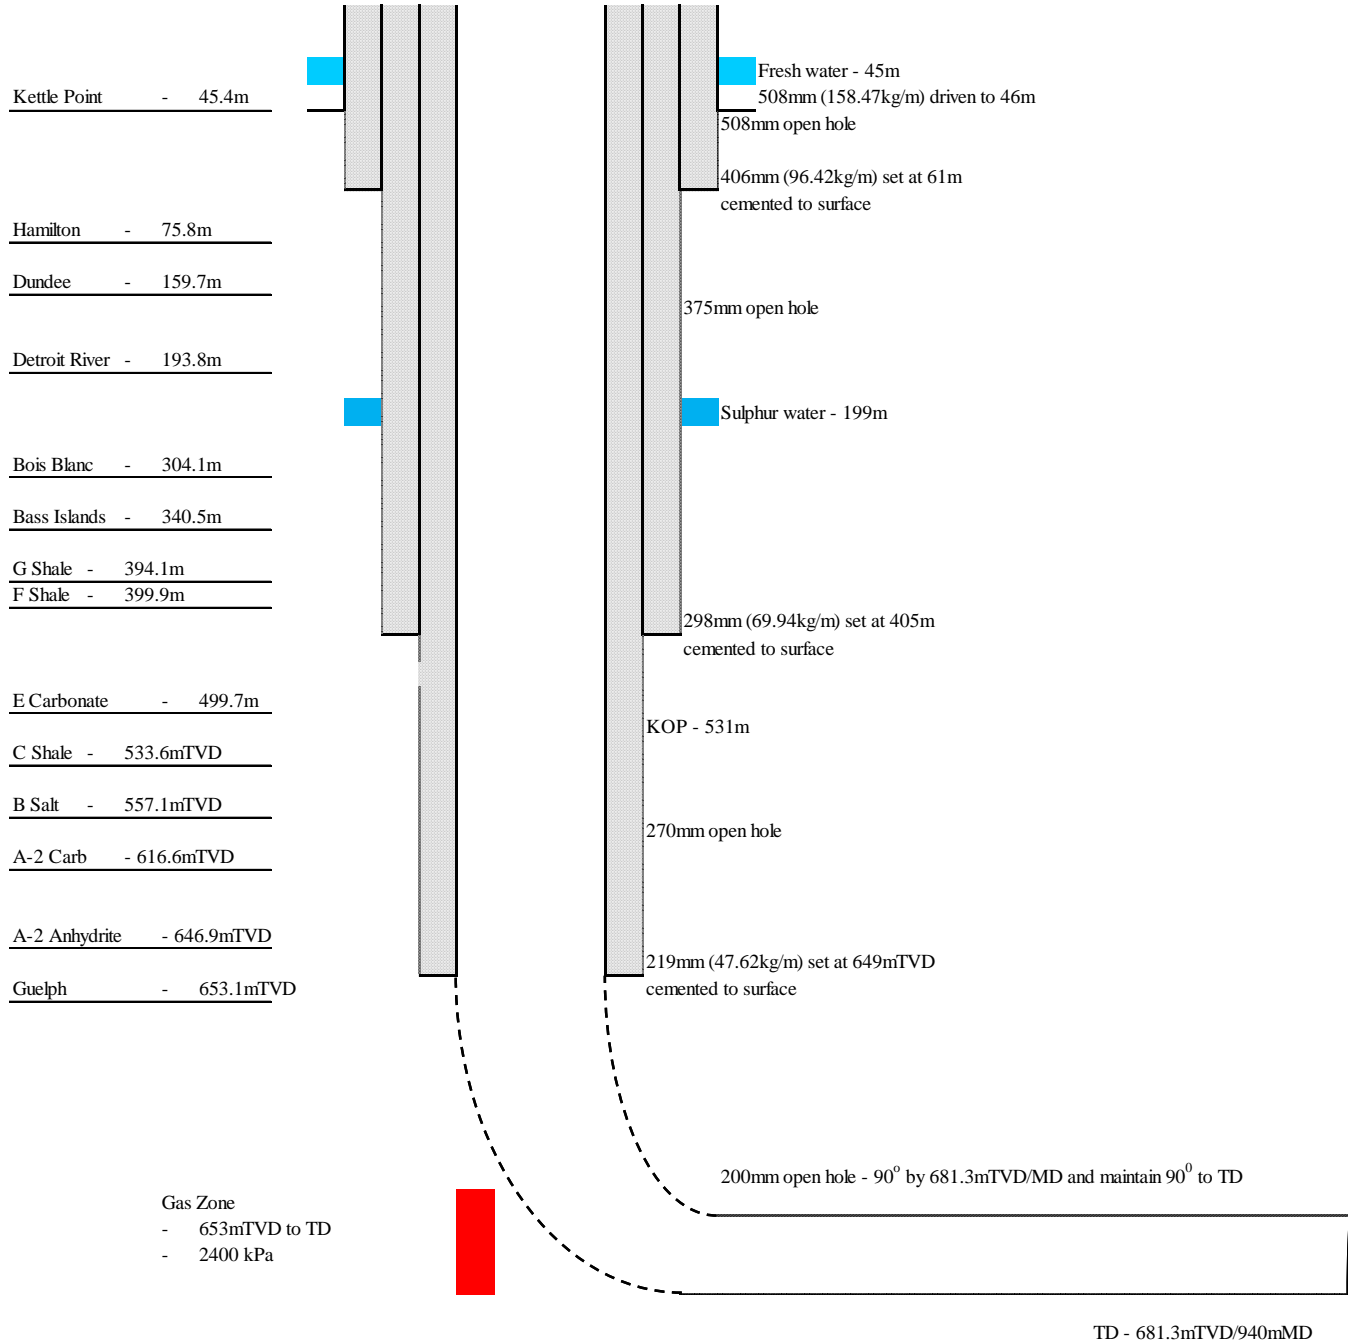 Fresh water - 45m
Kettle Point - 45.4m
508mm (158.47kg/m) driven to 46m
508mm open hole
406mm (96.42kg/m) set at 61m
cemented to surface
Hamilton - 75.8m
Dundee - 159.7m
375mm open hole
Detroit River - 193.8m
Sulphur water - 199m
Bois Blanc - 304.1m
Bass Islands - 340.5m
G Shale - 394.1m
F Shale - 399.9m
298mm (69.94kg/m) set at 405m
cemented to surface
E Carbonate - 499.7m
KOP - 531m
C Shale - 533.6mTVD
B Salt - 557.1mTVD
270mm open hole
A-2 Carb - 616.6mTVD
A-2 Anhydrite - 646.9mTVD
219mm (47.62kg/m) set at 649mTVD
cemented to surface
Guelph - 653.1mTVD
200mm open hole - 90° by 681.3mTVD/MD and maintain 90⁰ to TD
Gas Zone
- 653mTVD to TD
- 2400 kPa
TD - 681.3mTVD/940mMD